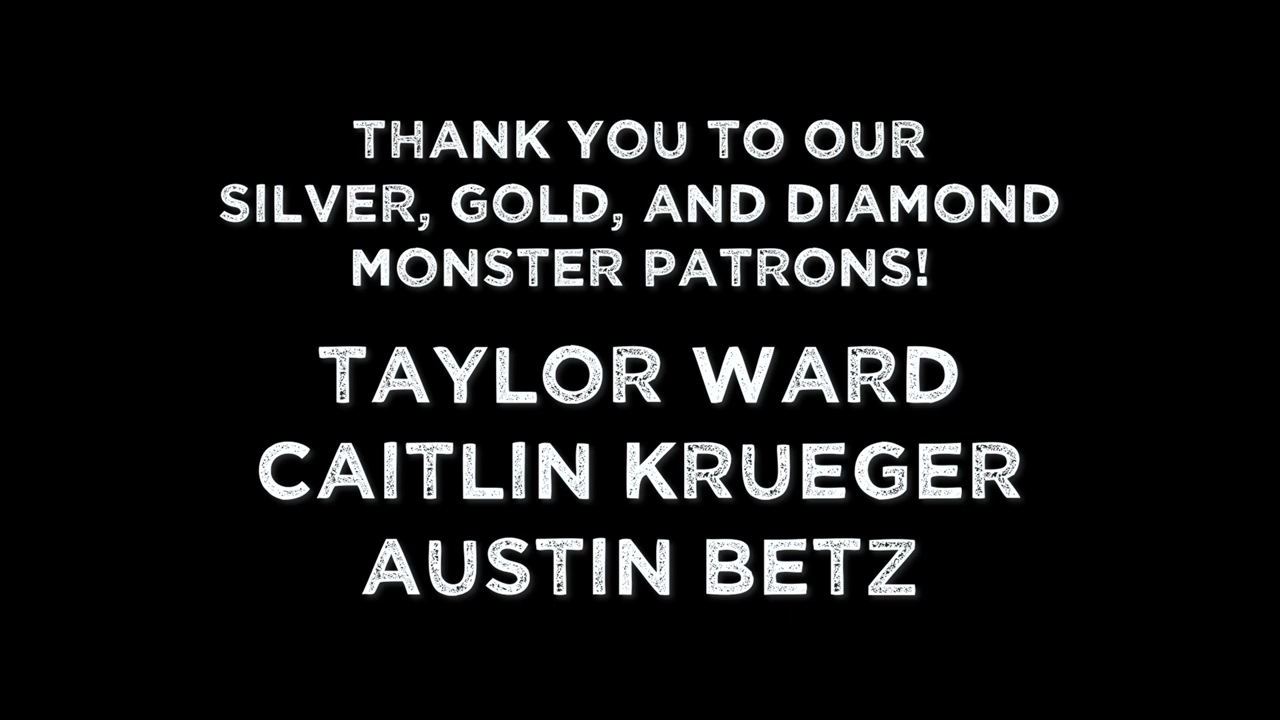 THANK YOU TO OUR
SILVER, GOLD, AND DIAMOND
MONSTER PATRONS!
TAYLOR WARD
CAITLIN KRUEGER
AUSTIN BETZ